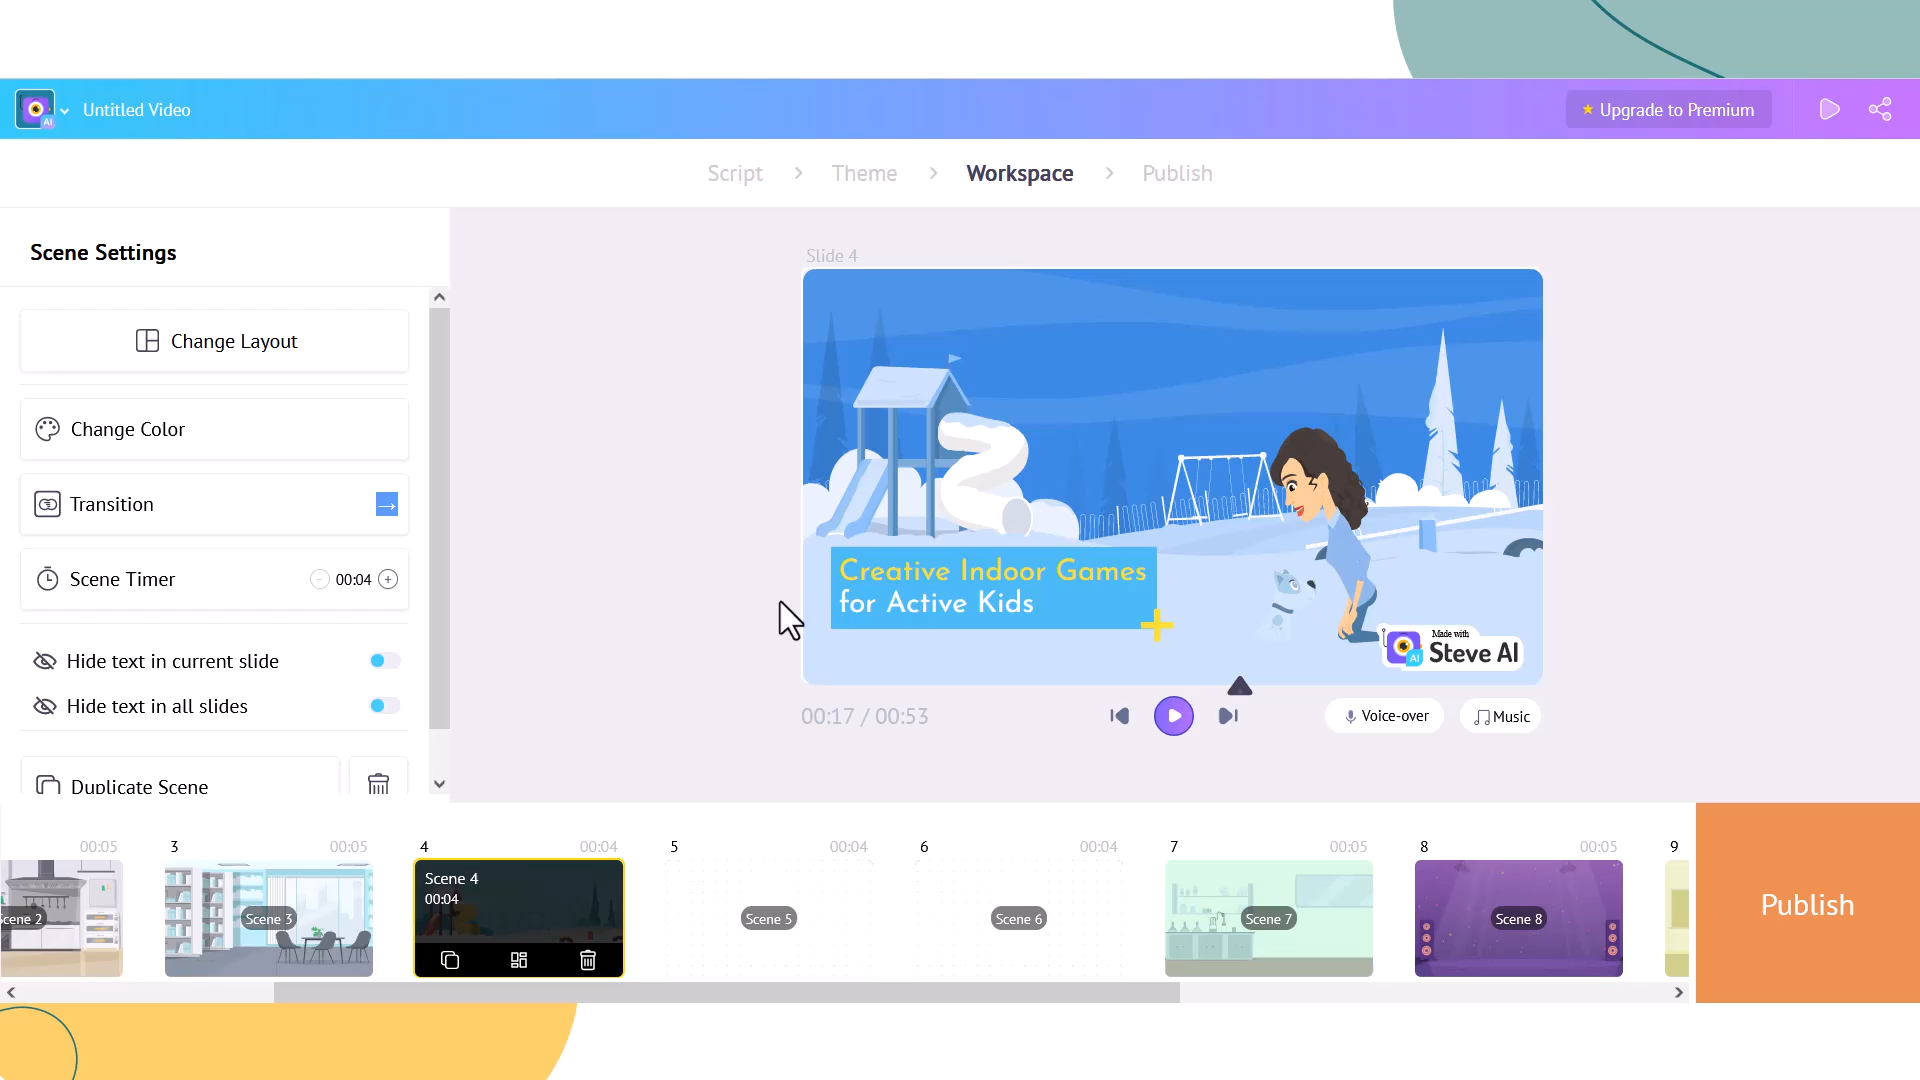 AI
Untitled Video
Upgrade to Premium
Script > Theme > Workspace > Publish
Scene Settings
Slide 4
Change Layout
Change Color
Transition
Scene Timer 00:04
Hide text in current slide
Hide text in all slides
Duplicate Scene
Creative Indoor Games
for Active Kids
Made with
AI Steve AI
00:17 / 00:53
Voice-over
Music
00:05
3 00:05
4 00:04
5 00:04
6 00:04
7 00:05
8 00:05
9
Scene 2
Scene 3
Scene 4
00:04
Scene 5
Scene 6
Scene 7
Scene 8
Publish